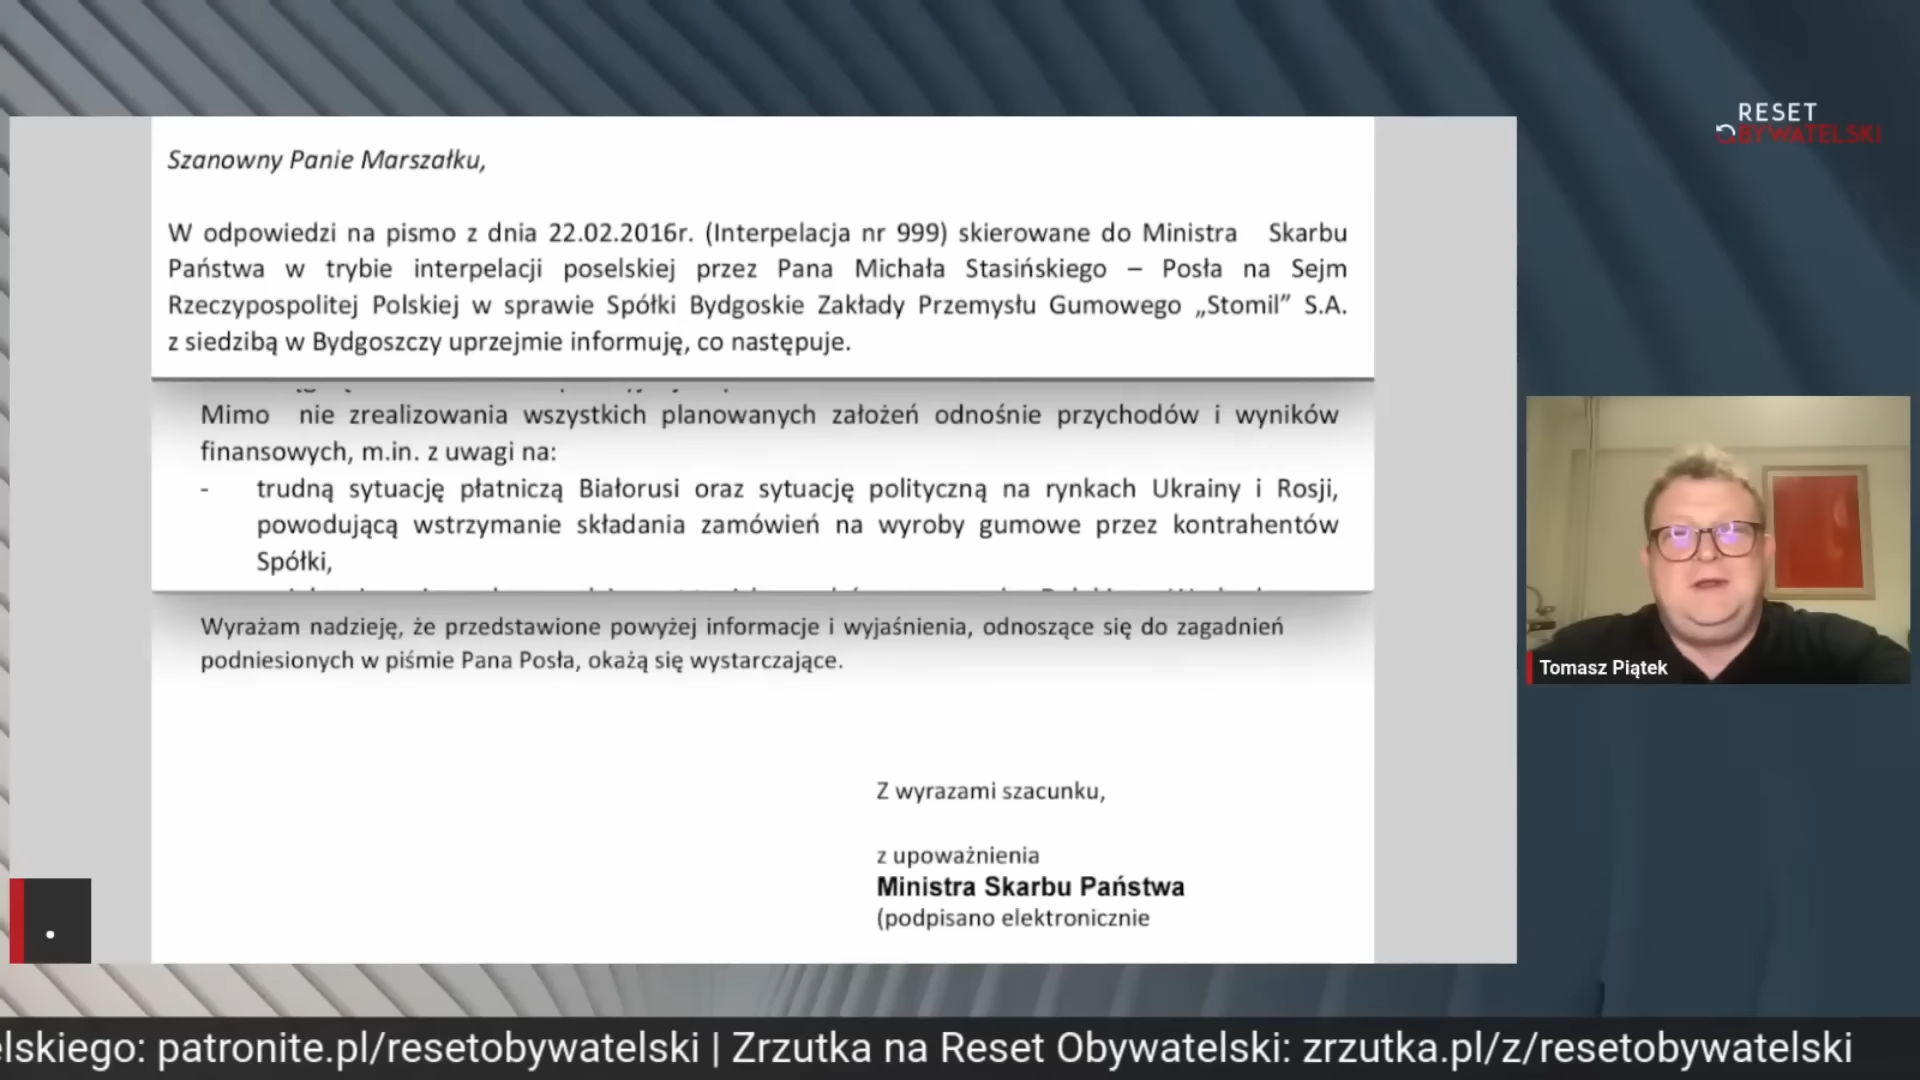 RESET
OBYWATELSKI
Szanowny Panie Marszałku,
W odpowiedzi na pismo z dnia 22.02.2016r. (Interpelacja nr 999) skierowane do Ministra Skarbu
Państwa w trybie interpelacji poselskiej przez Pana Michała Stasińskiego – Posła na Sejm
Rzeczypospolitej Polskiej w sprawie Spółki Bydgoskie Zakłady Przemysłu Gumowego „Stomil” S.A.
z siedzibą w Bydgoszczy uprzejmie informuję, co następuje.
Mimo nie zrealizowania wszystkich planowanych założeń odnośnie przychodów i wyników
finansowych, m.in. z uwagi na:
- trudną sytuację płatniczą Białorusi oraz sytuację polityczną na rynkach Ukrainy i Rosji,
powodującą wstrzymanie składania zamówień na wyroby gumowe przez kontrahentów
Spółki,
Wyrażam nadzieję, że przedstawione powyżej informacje i wyjaśnienia, odnoszące się do zagadnień
podniesionych w piśmie Pana Posła, okażą się wystarczające.
Z wyrazami szacunku,
z upoważnienia
Ministra Skarbu Państwa
(podpisano elektronicznie
Tomasz Piątek
.
elskiego: patronite.pl/resetobywatelski | Zrzutka na Reset Obywatelski: zrzutka.pl/z/resetobywatelski